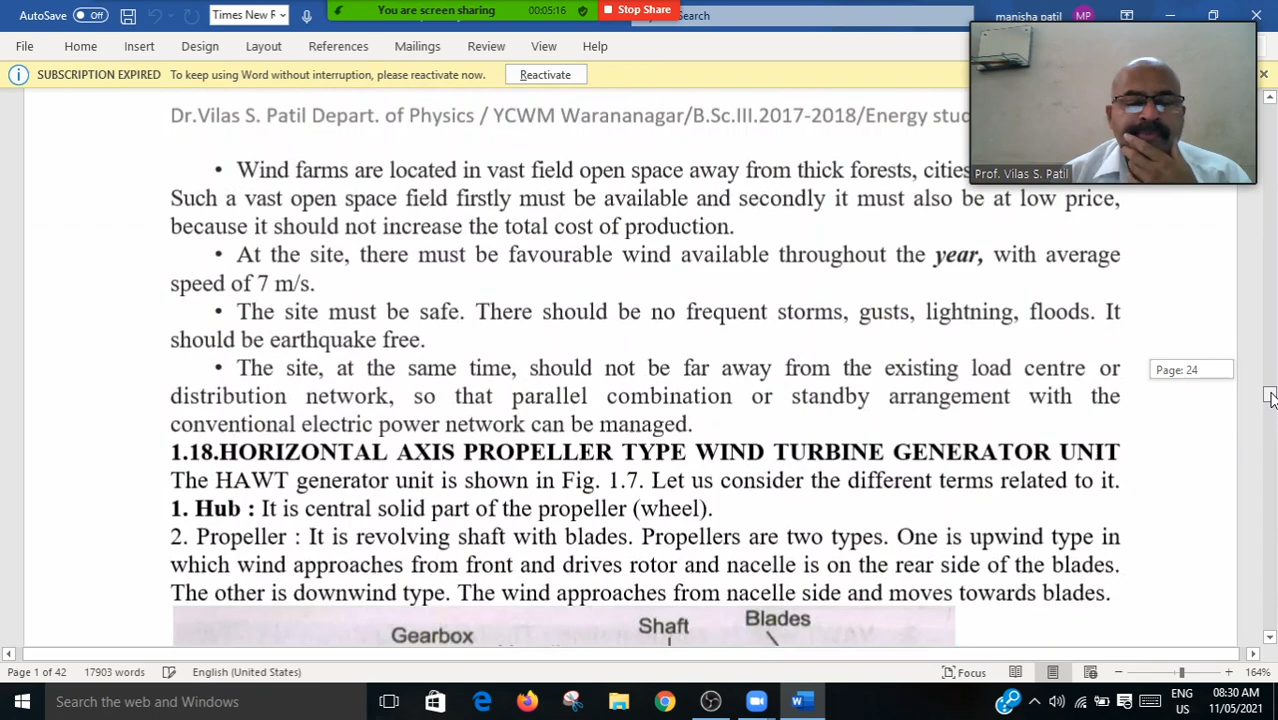 AutoSave Off Times New R You are screen sharing 00:05:16 Stop Share Search manisha patil MP
File Home Insert Design Layout References Mailings Review View Help
SUBSCRIPTION EXPIRED To keep using Word without interruption, please reactivate now. Reactivate
Dr.Vilas S. Patil Depart. of Physics / YCWM Warananagar/B.Sc.III.2017-2018/Energy
Prof. Vilas S. Patil
• Wind farms are located in vast field open space away from thick forests, cities
Such a vast open space field firstly must be available and secondly it must also be at low price,
because it should not increase the total cost of production.
• At the site, there must be favourable wind available throughout the year, with average
speed of 7 m/s.
• The site must be safe. There should be no frequent storms, gusts, lightning, floods. It
should be earthquake free.
• The site, at the same time, should not be far away from the existing load centre or
Page: 24
distribution network, so that parallel combination or standby arrangement with the
conventional electric power network can be managed.
1.18.HORIZONTAL AXIS PROPELLER TYPE WIND TURBINE GENERATOR UNIT
The HAWT generator unit is shown in Fig. 1.7. Let us consider the different terms related to it.
1. Hub : It is central solid part of the propeller (wheel).
2. Propeller : It is revolving shaft with blades. Propellers are two types. One is upwind type in
which wind approaches from front and drives rotor and nacelle is on the rear side of the blades.
The other is downwind type. The wind approaches from nacelle side and moves towards blades.
Gearbox Shaft Blades
Page 1 of 42 17903 words English (United States) Focus 164%
Search the web and Windows ENG US 08:30 AM 11/05/2021